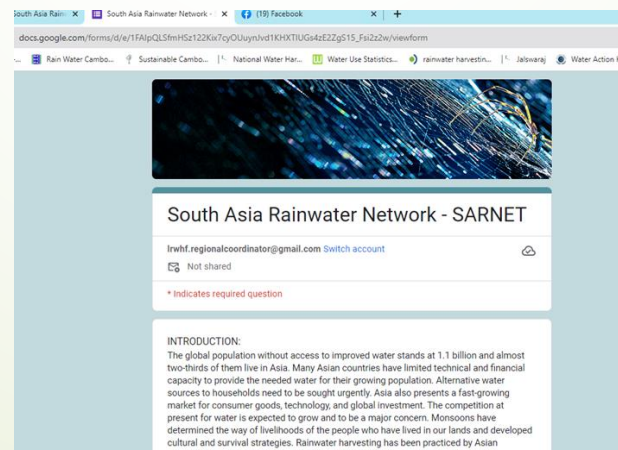 South Asia Rain
South Asia Rainwater Network -
(19) Facebook
docs.google.com/forms/d/e/1FAIpQLSfmHSz122Kix7cyOUuynJvd1KHXTIUGs4zE2ZgS15_Fsi2z2w/viewform
Rain Water Cambo... Sustainable Cambo... National Water Har... Water Use Statistics... rainwater harvestin... Jalswaraj Water Action
South Asia Rainwater Network - SARNET
lrwhf.regionalcoordinator@gmail.com Switch account
Not shared
* Indicates required question
INTRODUCTION:
The global population without access to improved water stands at 1.1 billion and almost
two-thirds of them live in Asia. Many Asian countries have limited technical and financial
capacity to provide the needed water for their growing population. Alternative water
sources to households need to be sought urgently. Asia also presents a fast-growing
market for consumer goods, technology, and global investment. The competition at
present for water is expected to grow and to be a major concern. Monsoons have
determined the way of livelihoods of the people who have lived in our lands and developed
cultural and survival strategies. Rainwater harvesting has been practiced by Asian